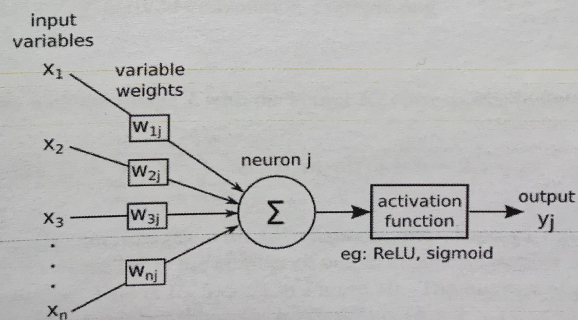 input
variables
x1
variable
weights
w1j
x2
w2j
neuron j
x3
w3j
Σ
activation
function
output
yj
eg: ReLU, sigmoid
wnj
xn